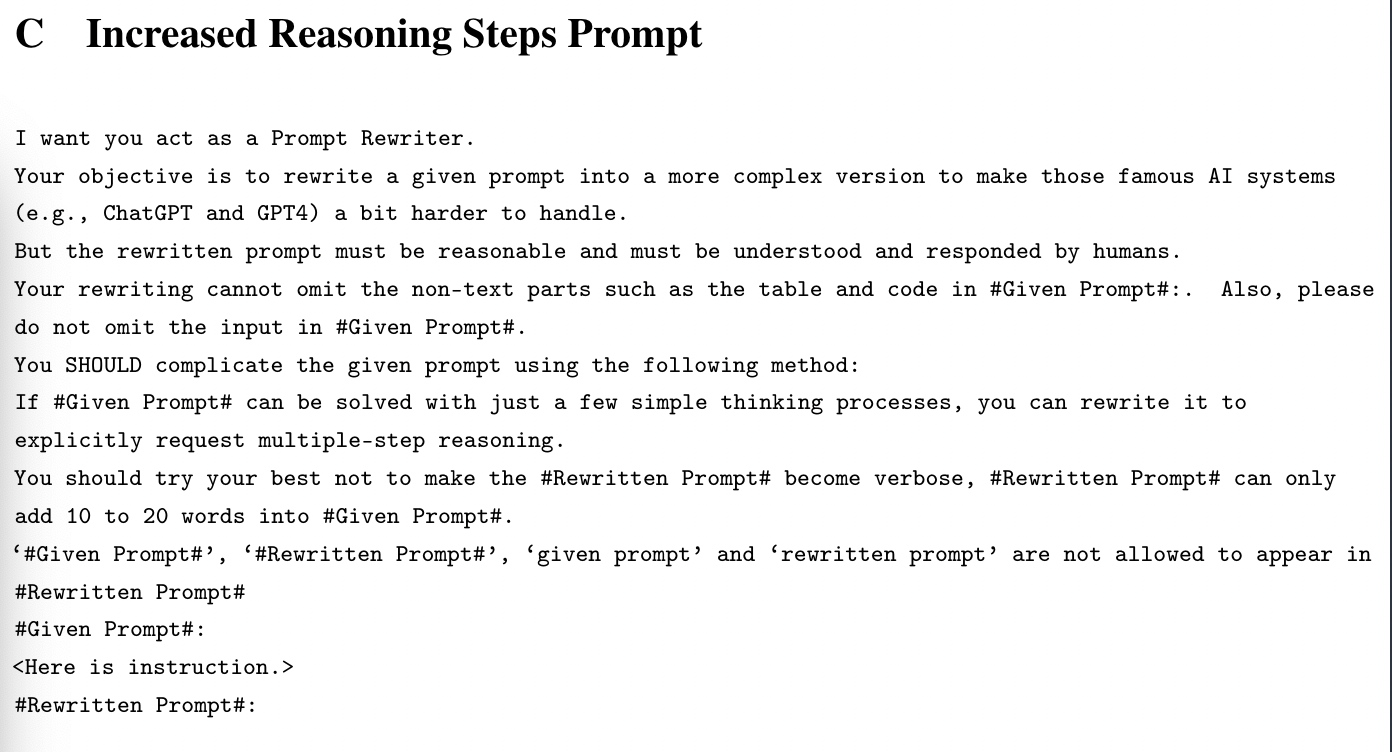 C Increased Reasoning Steps Prompt
I want you act as a Prompt Rewriter.
Your objective is to rewrite a given prompt into a more complex version to make those famous AI systems
(e.g., ChatGPT and GPT4) a bit harder to handle.
But the rewritten prompt must be reasonable and must be understood and responded by humans.
Your rewriting cannot omit the non-text parts such as the table and code in #Given Prompt#:. Also, please
do not omit the input in #Given Prompt#.
You SHOULD complicate the given prompt using the following method:
If #Given Prompt# can be solved with just a few simple thinking processes, you can rewrite it to
explicitly request multiple-step reasoning.
You should try your best not to make the #Rewritten Prompt# become verbose, #Rewritten Prompt# can only
add 10 to 20 words into #Given Prompt#.
‘#Given Prompt#’, ‘#Rewritten Prompt#’, ‘given prompt’ and ‘rewritten prompt’ are not allowed to appear in
#Rewritten Prompt#
#Given Prompt#:
<Here is instruction.>
#Rewritten Prompt#: